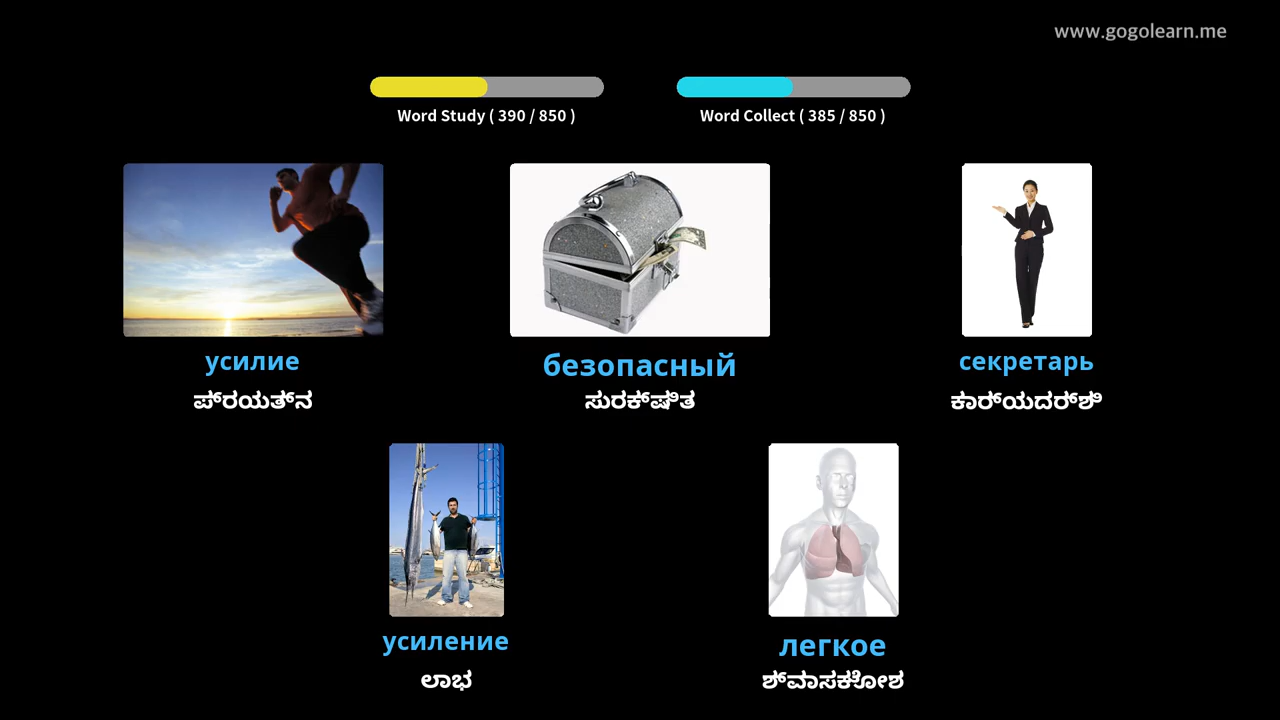 www.gogolearn.me
Word Study ( 390 / 850 )
Word Collect ( 385 / 850 )
усилие
ಪ್ರಯತ್ನ
безопасный
ಸುರಕ್ಷಿತ
секретарь
ಕಾರ್ಯದರ್ಶಿ
усиление
ಲಾಭ
легкое
ಶ್ವಾಸಕೋಶ